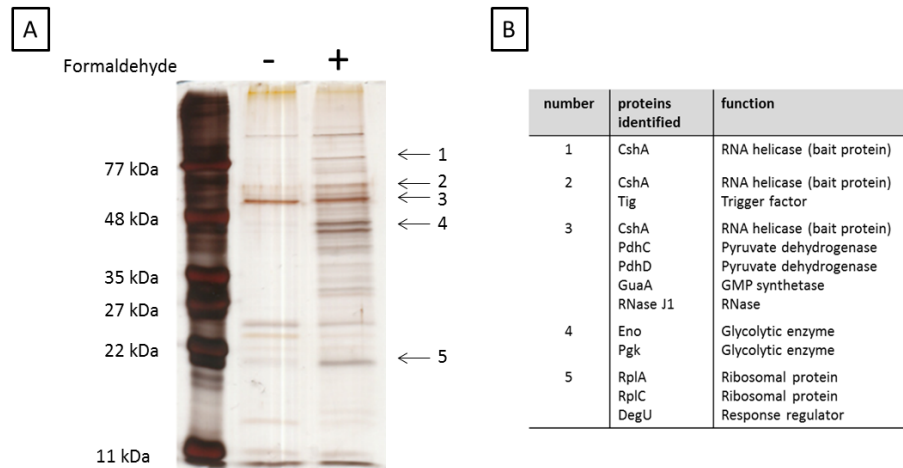 A
Formaldehyde - +
77 kDa
48 kDa
35 kDa
27 kDa
22 kDa
11 kDa
1
2
3
4
5
B
number proteins identified function
1 CshA RNA helicase (bait protein)
2 CshA RNA helicase (bait protein)
Tig Trigger factor
3 CshA RNA helicase (bait protein)
PdhC Pyruvate dehydrogenase
PdhD Pyruvate dehydrogenase
GuaA GMP synthetase
RNase J1 RNase
4 Eno Glycolytic enzyme
Pgk Glycolytic enzyme
5 RplA Ribosomal protein
RplC Ribosomal protein
DegU Response regulator